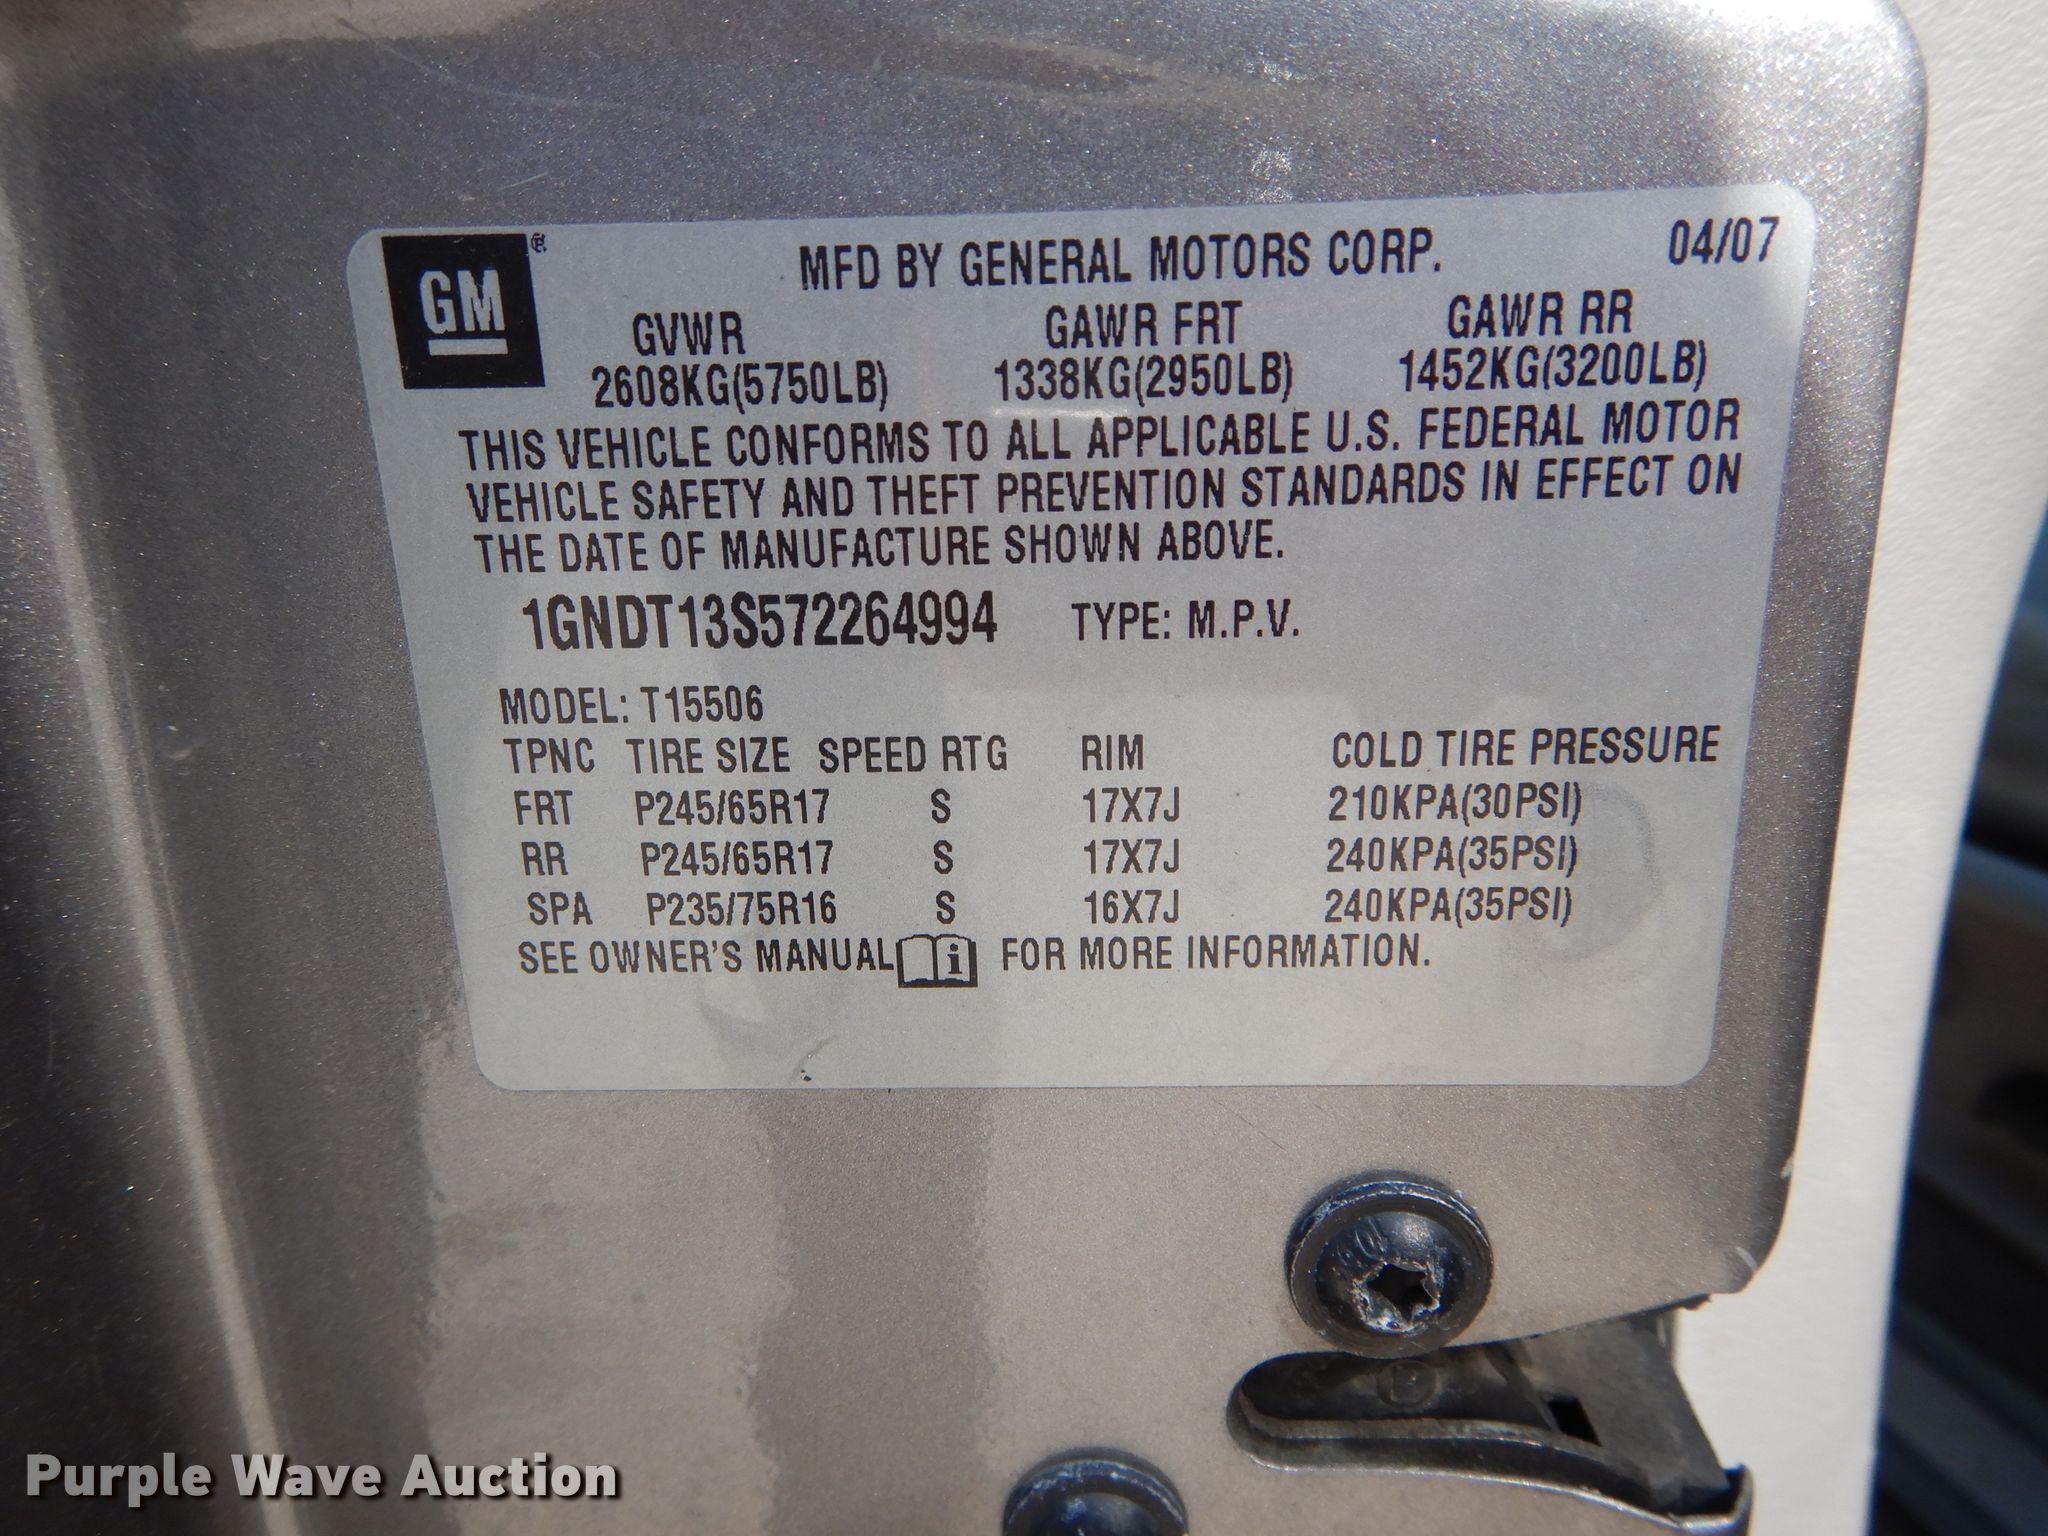 GM ®
MFD BY GENERAL MOTORS CORP. 04/07
GVWR GAWR FRT GAWR RR
2608KG(5750LB) 1338KG(2950LB) 1452KG(3200LB)
THIS VEHICLE CONFORMS TO ALL APPLICABLE U.S. FEDERAL MOTOR
VEHICLE SAFETY AND THEFT PREVENTION STANDARDS IN EFFECT ON
THE DATE OF MANUFACTURE SHOWN ABOVE.
1GNDT13S572264994 TYPE: M.P.V.
MODEL: T15506
TPNC TIRE SIZE SPEED RTG RIM COLD TIRE PRESSURE
FRT P245/65R17 S 17X7J 210KPA(30PSI)
RR P245/65R17 S 17X7J 240KPA(35PSI)
SPA P235/75R16 S 16X7J 240KPA(35PSI)
SEE OWNER'S MANUAL i FOR MORE INFORMATION.
Purple Wave Auction